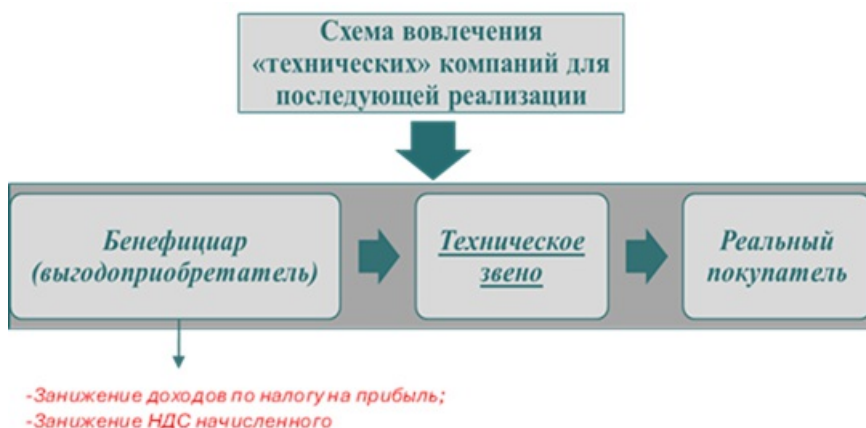 Схема вовлечения
«технических» компаний для
последующей реализации
Бенефициар
(выгодоприобретатель)
Техническое
звено
Реальный
покупатель
-Занижение доходов по налогу на прибыль;
-Занижение НДС начисленного